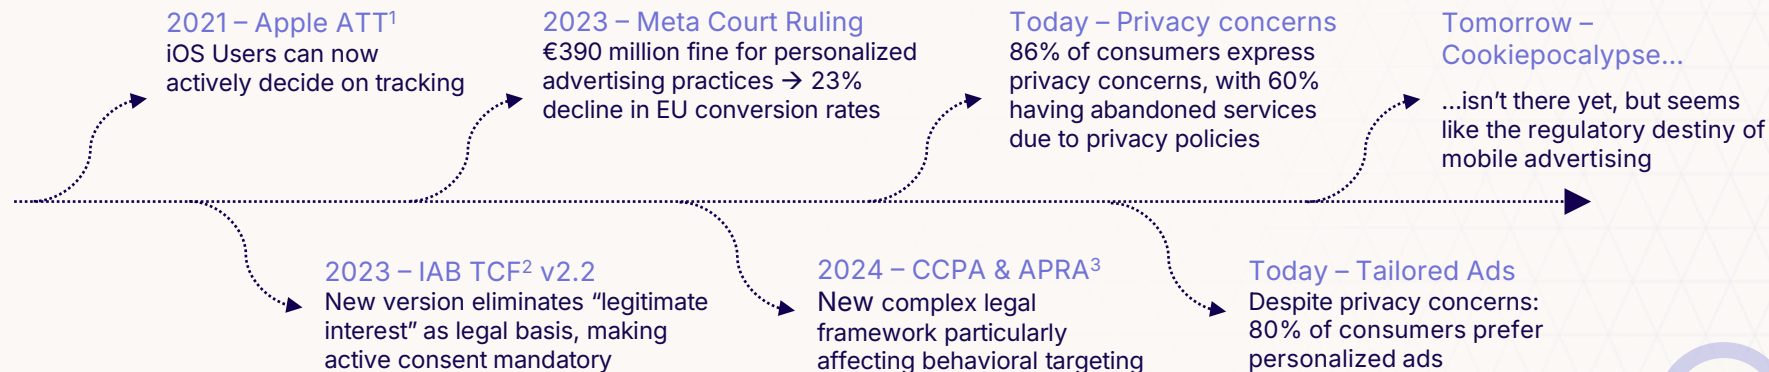 2021 – Apple ATT¹
iOS Users can now
actively decide on tracking
2023 – IAB TCF² v2.2
New version eliminates “legitimate
interest” as legal basis, making
active consent mandatory
2023 – Meta Court Ruling
€390 million fine for personalized
advertising practices → 23%
decline in EU conversion rates
2024 – CCPA & APRA³
New complex legal
framework particularly
affecting behavioral targeting
Today – Privacy concerns
86% of consumers express
privacy concerns, with 60%
having abandoned services
due to privacy policies
Today – Tailored Ads
Despite privacy concerns:
80% of consumers prefer
personalized ads
Tomorrow –
Cookiepocalypse...
...isn’t there yet, but seems
like the regulatory destiny of
mobile advertising